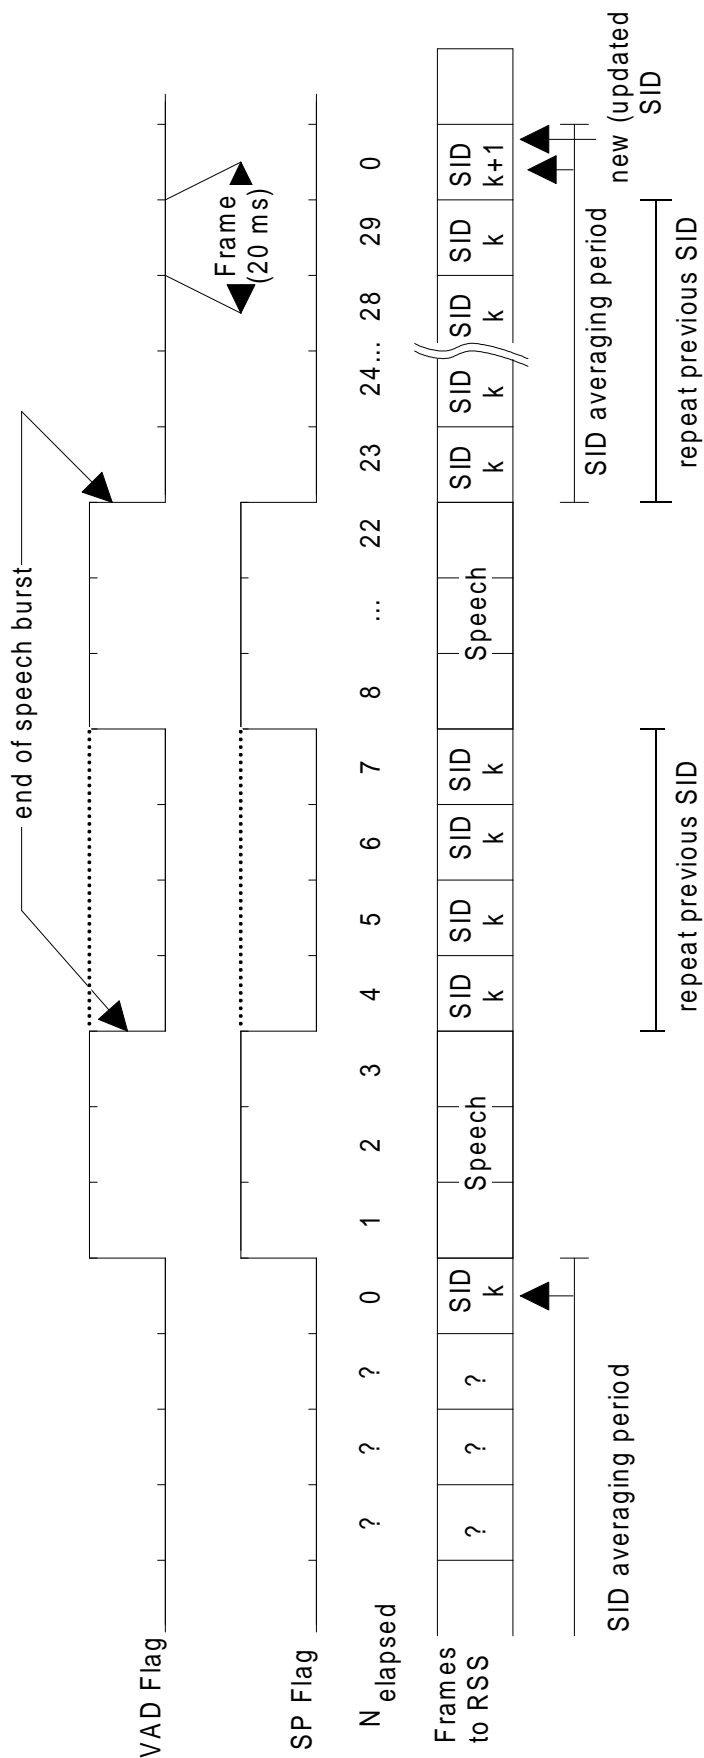 end of speech burst
VAD Flag
Frame
(20 ms)
SP Flag
N elapsed
? ? ? 0 1 2 3 4 5 6 7 8 ... 22 23 24... 28 29 0
Frames
to RSS
? ? ? SID k Speech SID k SID k SID k SID k Speech SID k SID k SID k SID k SID k+1
SID averaging period
SID averaging period
new (updated
SID
repeat previous SID
repeat previous SID